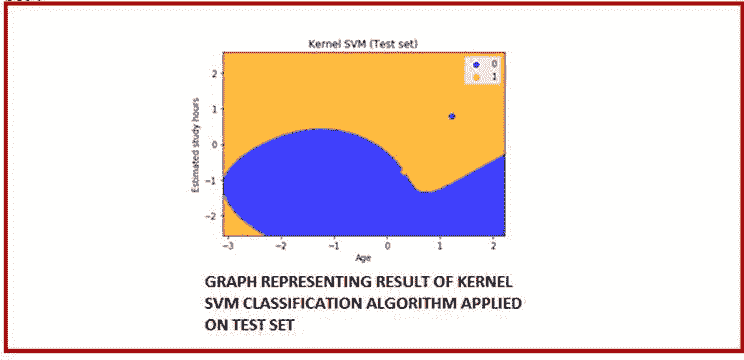 Kernel SVM (Test set)
0
1
2
1
0
−1
−2
Estimated study hours
−3
−2
−1
0
1
2
Age
GRAPH REPRESENTING RESULT OF KERNEL
SVM CLASSIFICATION ALGORITHM APPLIED
ON TEST SET